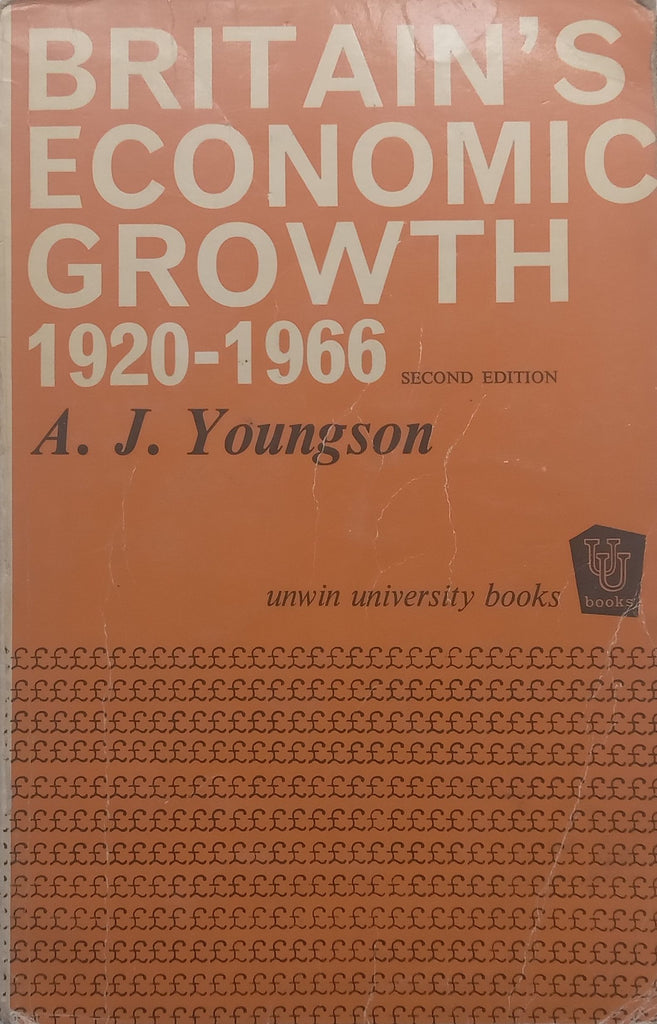 BRITAIN'S
ECONOMIC
GROWTH
1920-1966 SECOND EDITION
A. J. Youngson
unwin university books
UU
books